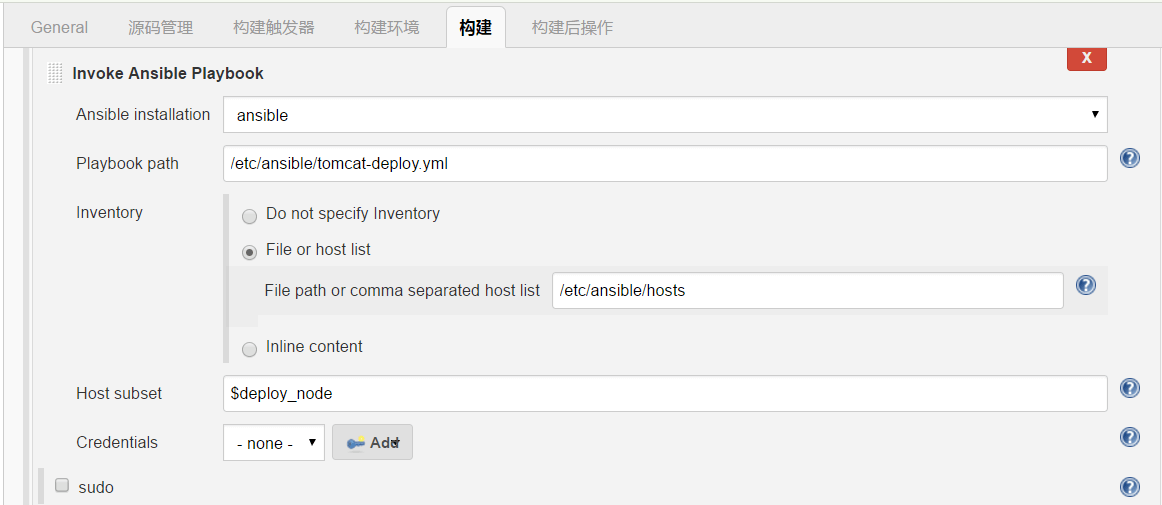 General 源码管理 构建触发器 构建环境 构建 构建后操作
Invoke Ansible Playbook X
Ansible installation ansible
Playbook path /etc/ansible/tomcat-deploy.yml
Inventory Do not specify Inventory
File or host list
File path or comma separated host list /etc/ansible/hosts
Inline content
Host subset $deploy_node
Credentials - none - Add
sudo